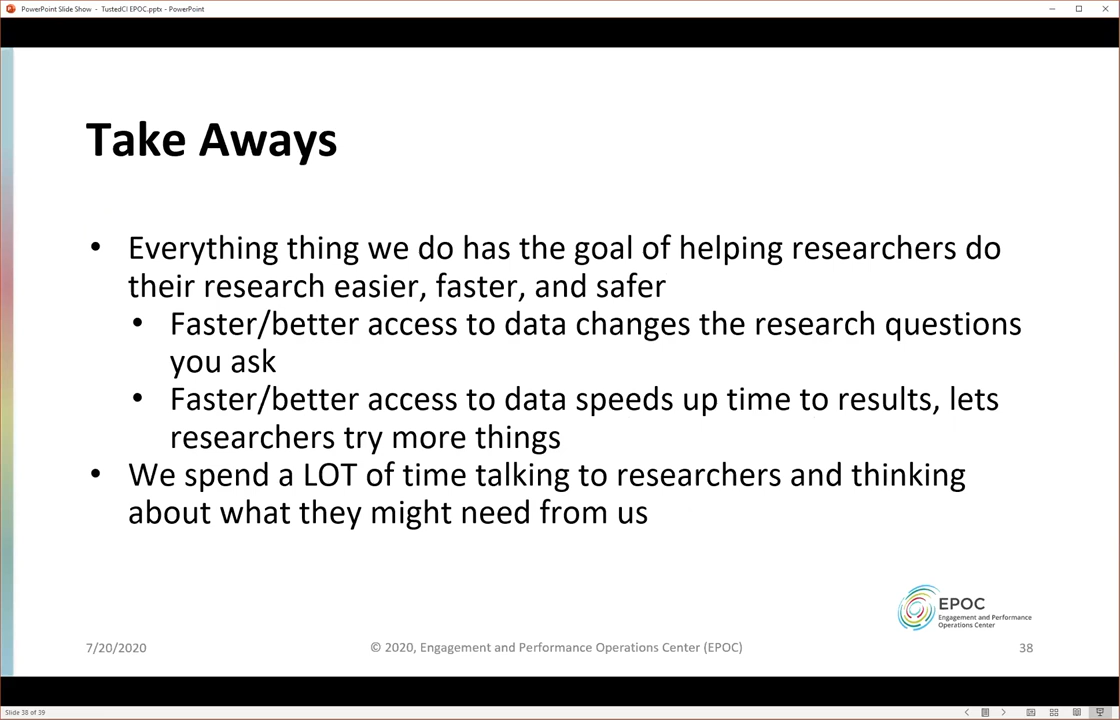 PowerPoint Slide Show - TustedCI EPOC.pptx - PowerPoint
Take Aways
• Everything thing we do has the goal of helping researchers do
their research easier, faster, and safer
• Faster/better access to data changes the research questions
you ask
• Faster/better access to data speeds up time to results, lets
researchers try more things
• We spend a LOT of time talking to researchers and thinking
about what they might need from us
EPOC
Engagement and Performance
Operations Center
7/20/2020
© 2020, Engagement and Performance Operations Center (EPOC)
38
Slide 38 of 39